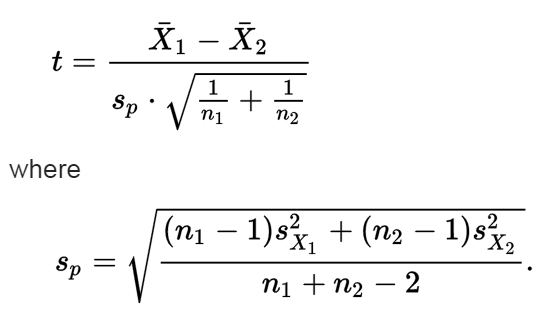 t = \frac{\bar{X}_1 - \bar{X}_2}{s_p \cdot \sqrt{\frac{1}{n_1} + \frac{1}{n_2}}}
where
s_p = \sqrt{\frac{(n_1 - 1)s_{X_1}^2 + (n_2 - 1)s_{X_2}^2}{n_1 + n_2 - 2}}.